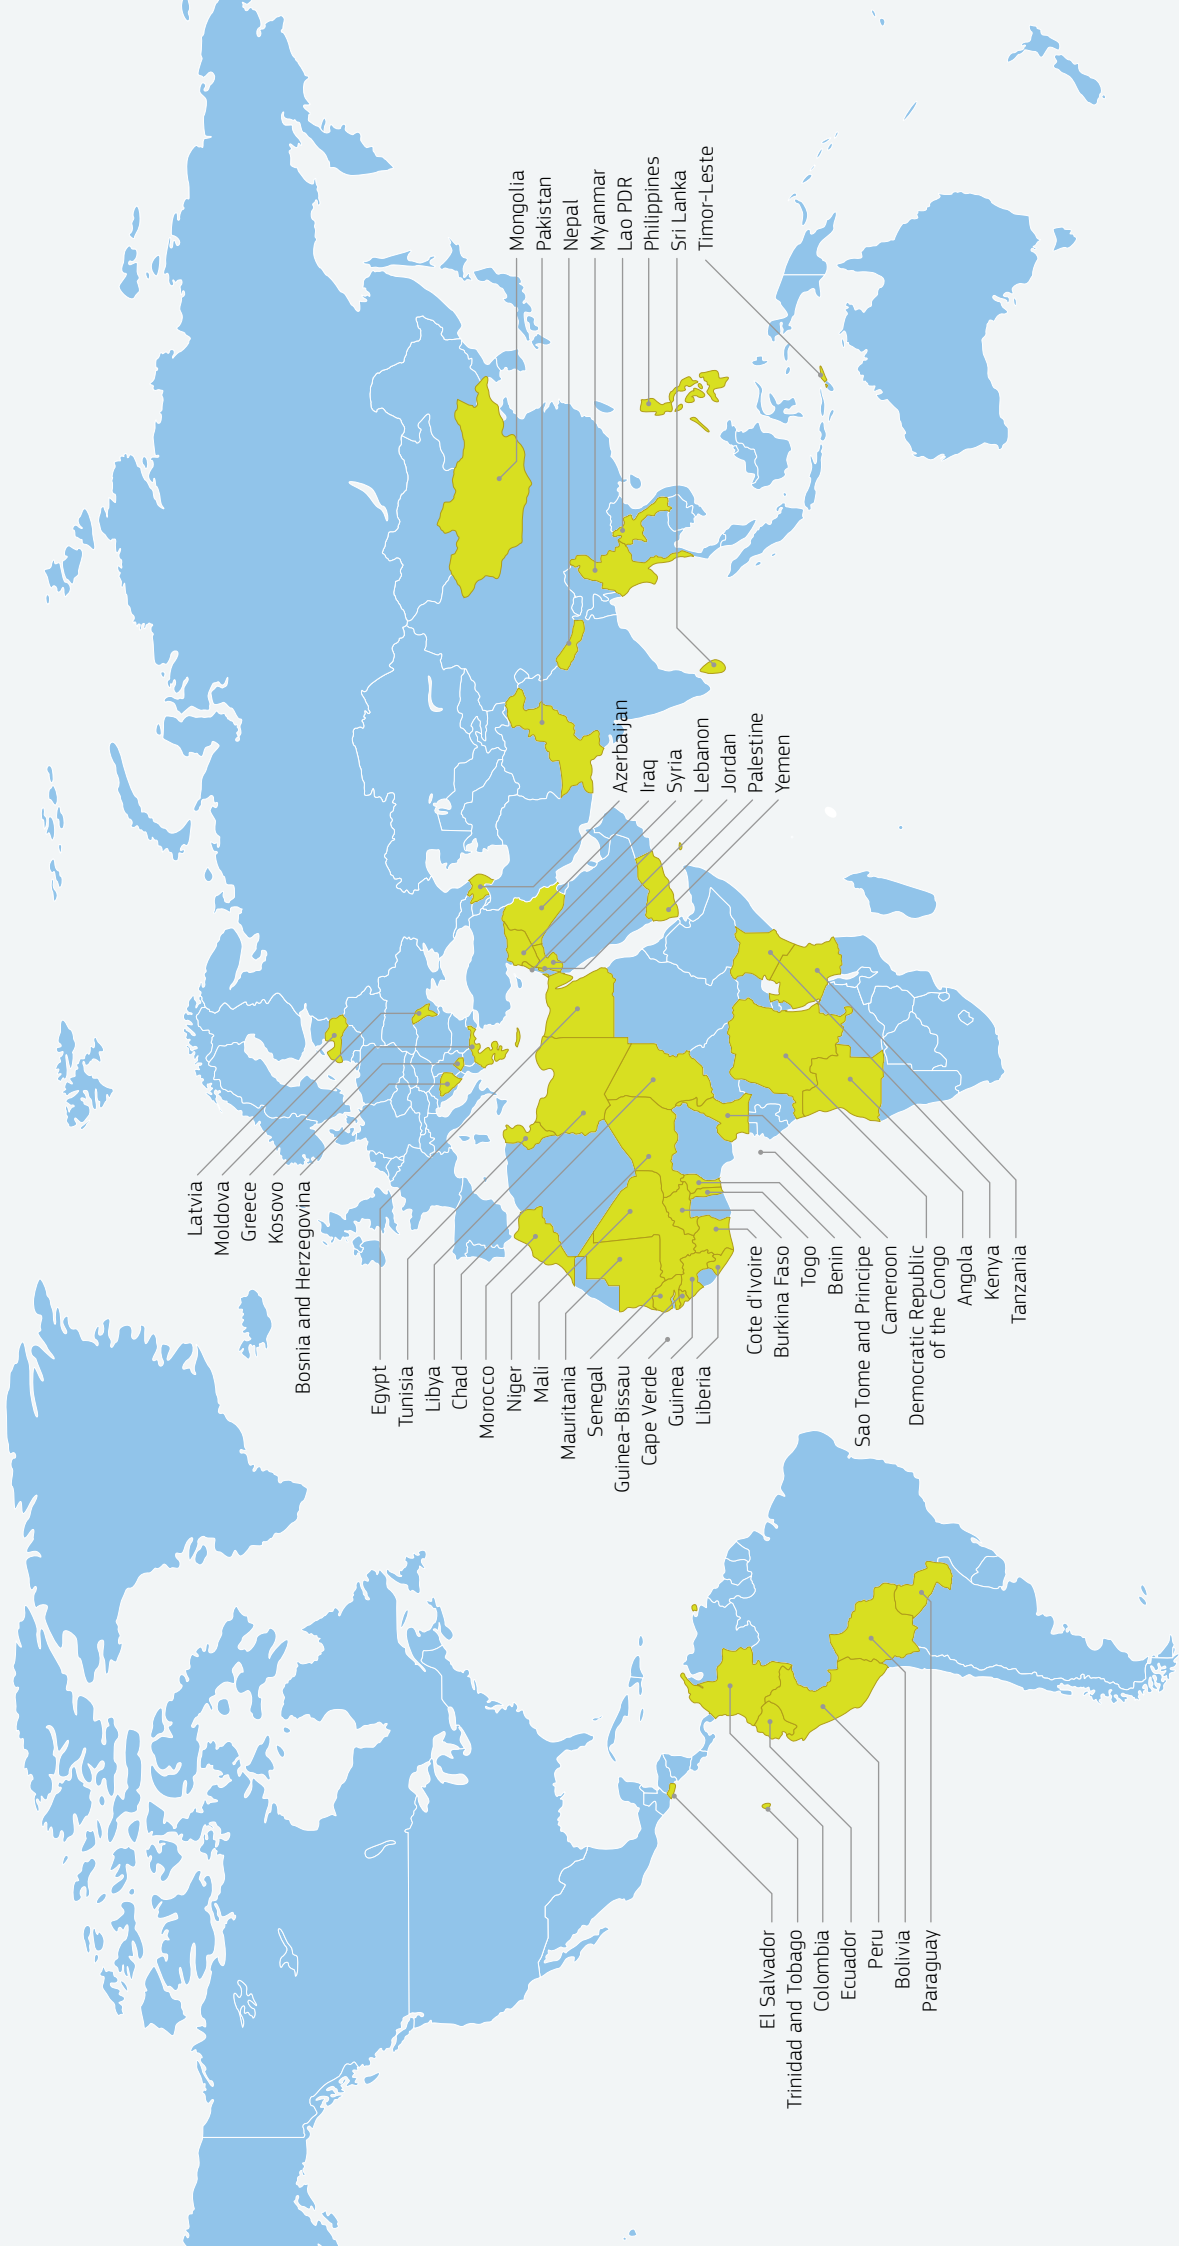 Latvia
Moldova
Greece
Kosovo
Bosnia and Herzegovina
Egypt
Tunisia
Libya
Chad
Morocco
Niger
Mali
Mauritania
Senegal
Guinea-Bissau
Cape Verde
Guinea
Liberia
Cote d'Ivoire
Burkina Faso
Togo
Benin
Sao Tome and Principe
Cameroon
Democratic Republic
of the Congo
Angola
Kenya
Tanzania
El Salvador
Trinidad and Tobago
Colombia
Ecuador
Peru
Bolivia
Paraguay
Azerbaijan
Iraq
Syria
Lebanon
Jordan
Palestine
Yemen
Mongolia
Pakistan
Nepal
Myanmar
Lao PDR
Philippines
Sri Lanka
Timor-Leste